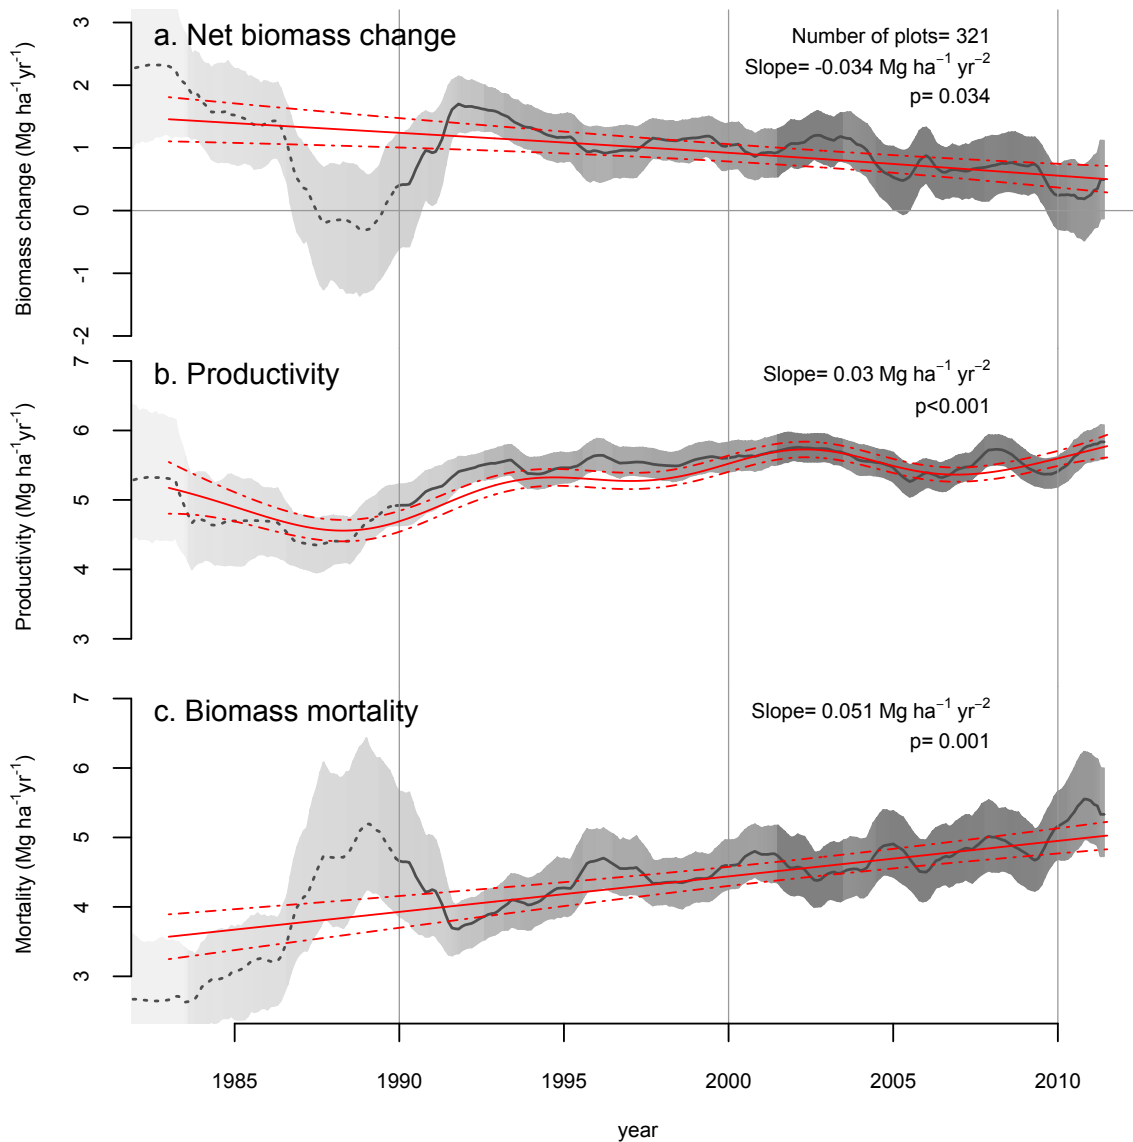 a. Net biomass change
Number of plots= 321
Slope= -0.034 Mg ha⁻¹ yr⁻²
p= 0.034
Biomass change (Mg ha⁻¹yr⁻¹)
3
2
1
0
-1
-2
b. Productivity
Slope= 0.03 Mg ha⁻¹ yr⁻²
p<0.001
Productivity (Mg ha⁻¹yr⁻¹)
7
6
5
4
3
c. Biomass mortality
Slope= 0.051 Mg ha⁻¹ yr⁻²
p= 0.001
Mortality (Mg ha⁻¹yr⁻¹)
7
6
5
4
3
1985 1990 1995 2000 2005 2010
year